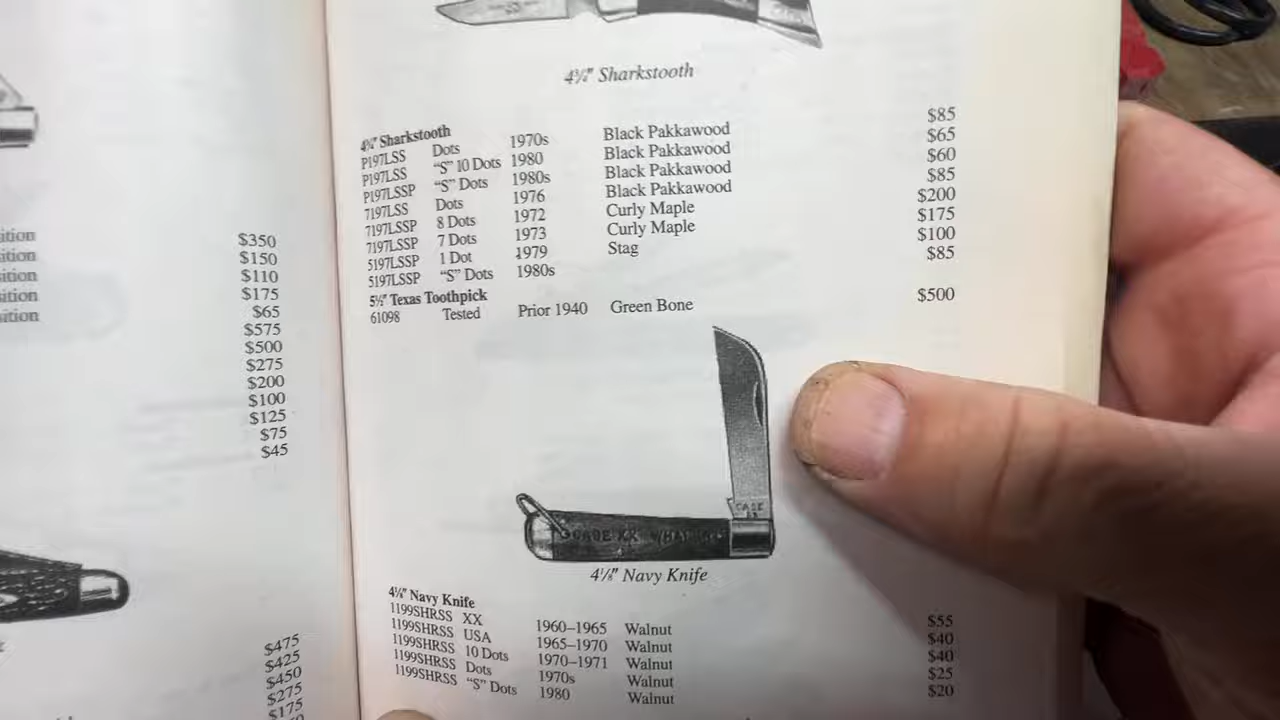 ition
ition
ition
ition
ition
$350
$150
$110
$175
$65
$575
$500
$275
$200
$100
$125
$75
$45
$475
$425
$450
$275
$175
4¾" Sharkstooth
4¾" Sharkstooth
P197LSS Dots 1970s Black Pakkawood $85
P197LSS "S" 10 Dots 1980 Black Pakkawood $65
P197LSSP "S" Dots 1980s Black Pakkawood $60
7197LSS Dots 1976 Black Pakkawood $85
7197LSSP 8 Dots 1972 Curly Maple $200
7197LSSP 7 Dots 1973 Curly Maple $175
5197LSSP 1 Dot 1979 Stag $100
5197LSSP "S" Dots 1980s $85
5½" Texas Toothpick
61098 Tested Prior 1940 Green Bone $500
CASE
XX
CASE XX
4⅛" Navy Knife
4⅛" Navy Knife
1199SHRSS XX 1960–1965 Walnut $55
1199SHRSS USA 1965–1970 Walnut $40
1199SHRSS 10 Dots 1970–1971 Walnut $40
1199SHRSS Dots 1970s Walnut $25
1199SHRSS "S" Dots 1980 Walnut $20